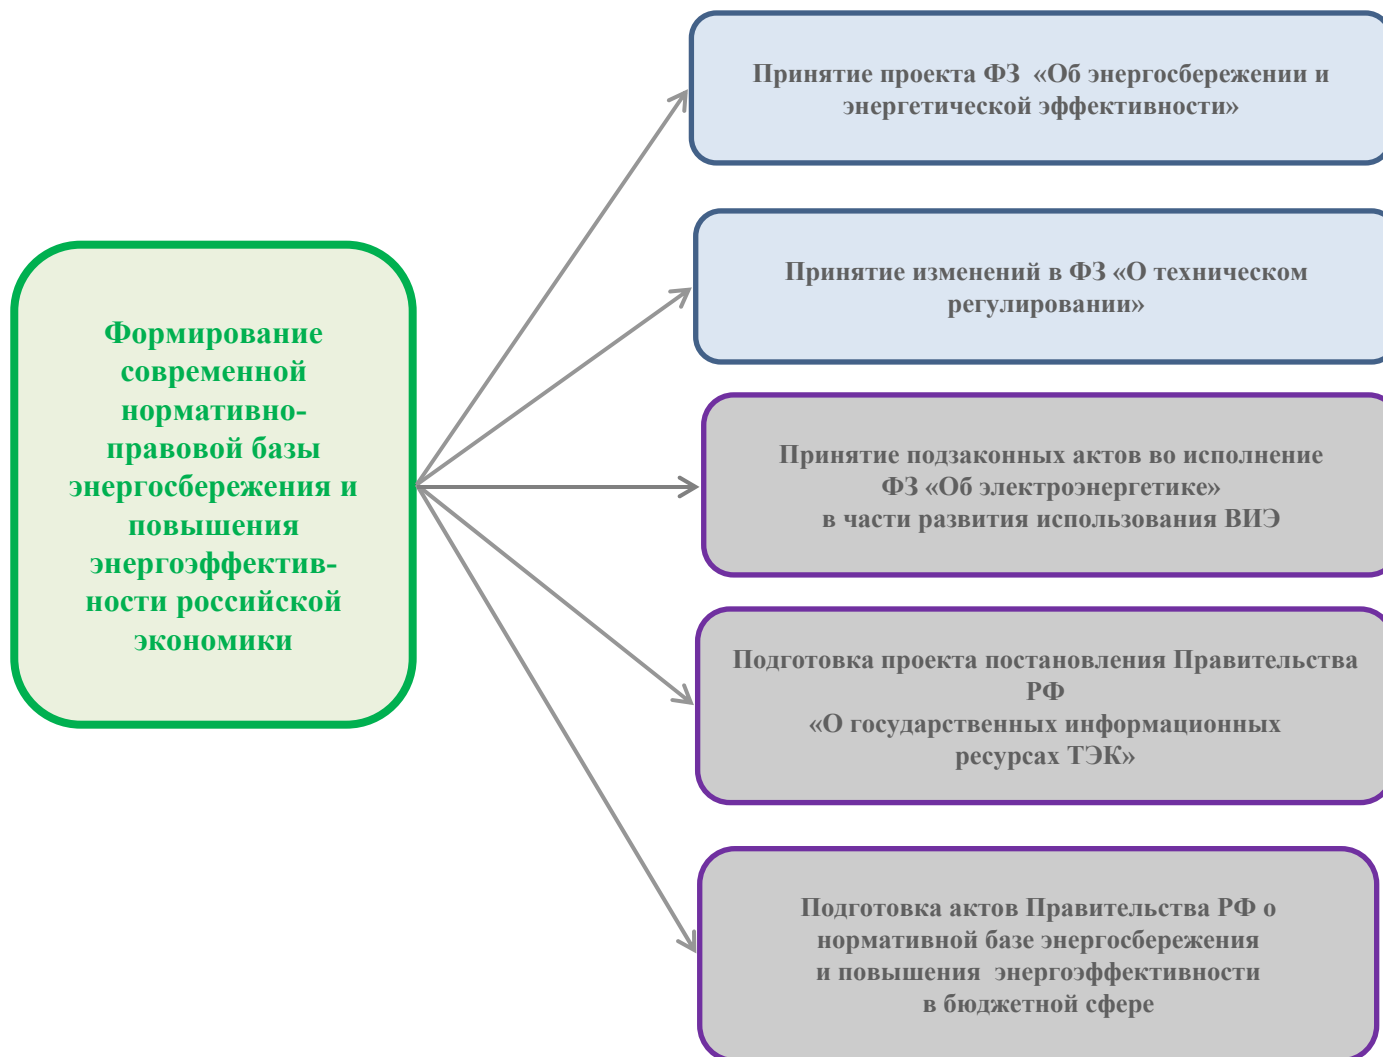 Формирование
современной
нормативно-
правовой базы
энергосбережения и
повышения
энергоэффектив-
ности российской
экономики
Принятие проекта ФЗ «Об энергосбережении и
энергетической эффективности»
Принятие изменений в ФЗ «О техническом
регулировании»
Принятие подзаконных актов во исполнение
ФЗ «Об электроэнергетике»
в части развития использования ВИЭ
Подготовка проекта постановления Правительства
РФ
«О государственных информационных
ресурсах ТЭК»
Подготовка актов Правительства РФ о
нормативной базе энергосбережения
и повышения энергоэффективности
в бюджетной сфере